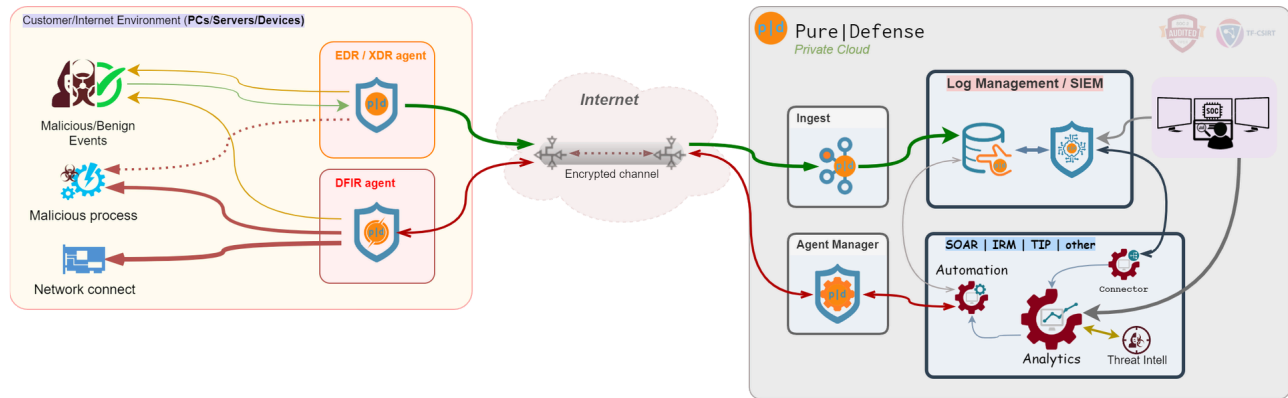 Customer/Internet Environment (PCs/Servers/Devices)
EDR / XDR agent
p|d
Malicious/Benign
Events
Malicious process
DFIR agent
p|d
Network connect
Internet
Encrypted channel
p|d
Pure|Defense
Private Cloud
AUDITED
TF-CSIRT
Ingest
p|d
Log Management / SIEM
SOC
Agent Manager
p|d
SOAR | IRM | TIP | other
Automation
Connector
Analytics
Threat Intell